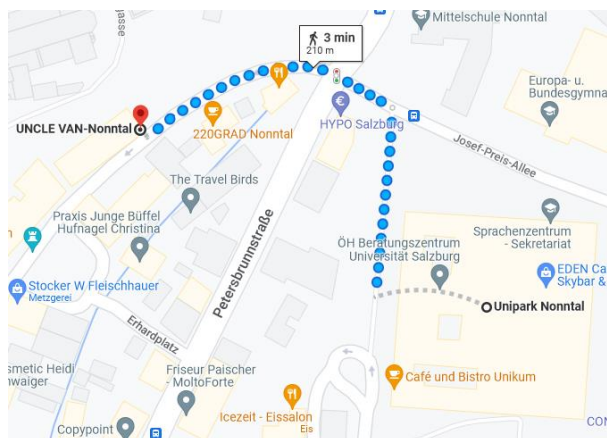 Mittelschule Nonntal
3 min
210 m
Europa- u.
Bundesgymna
UNCLE VAN-Nonntal
220GRAD Nonntal
HYPO Salzburg
Josef-Preis-Allee
The Travel Birds
Petersbrunnstraße
Praxis Junge Büffel
Hufnagel Christina
Sprachenzentrum
- Sekretariat
ÖH Beratungszentrum
Universität Salzburg
EDEN Ca
Skybar &
Stocker W Fleischhauer
Metzgerei
Unipark Nonntal
Erhardplatz
smetic Heidi
nwaiger
Friseur Paischer
- MoltoForte
Café und Bistro Unikum
Icezeit - Eissalon
Eis
Copypoint
CON